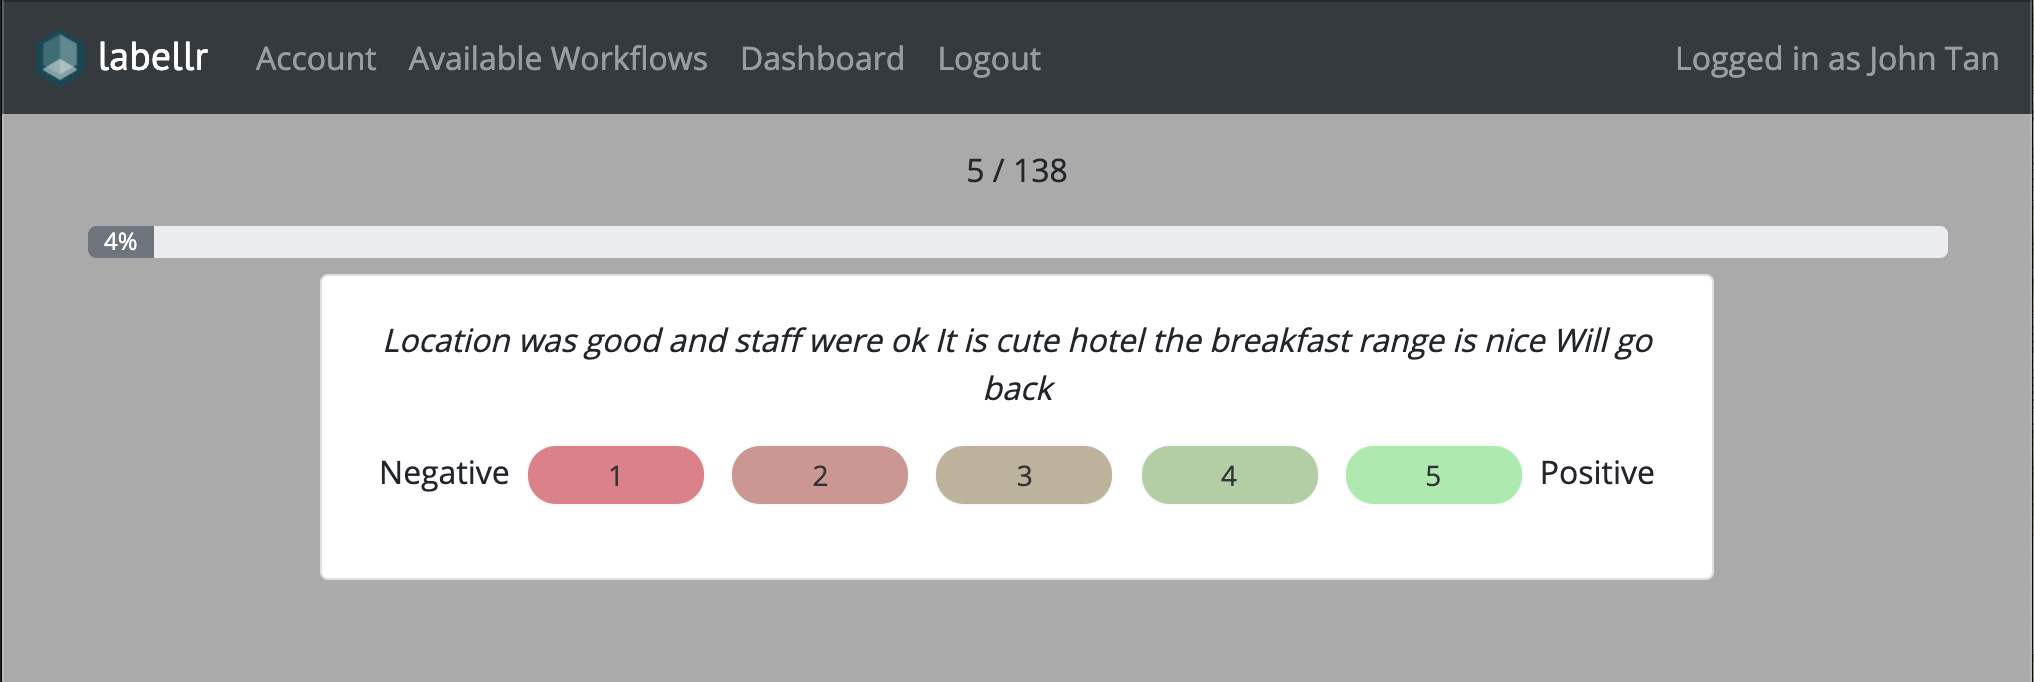 labellr Account Available Workflows Dashboard Logout Logged in as John Tan
5 / 138
4%
Location was good and staff were ok It is cute hotel the breakfast range is nice Will go
back
Negative 1 2 3 4 5 Positive